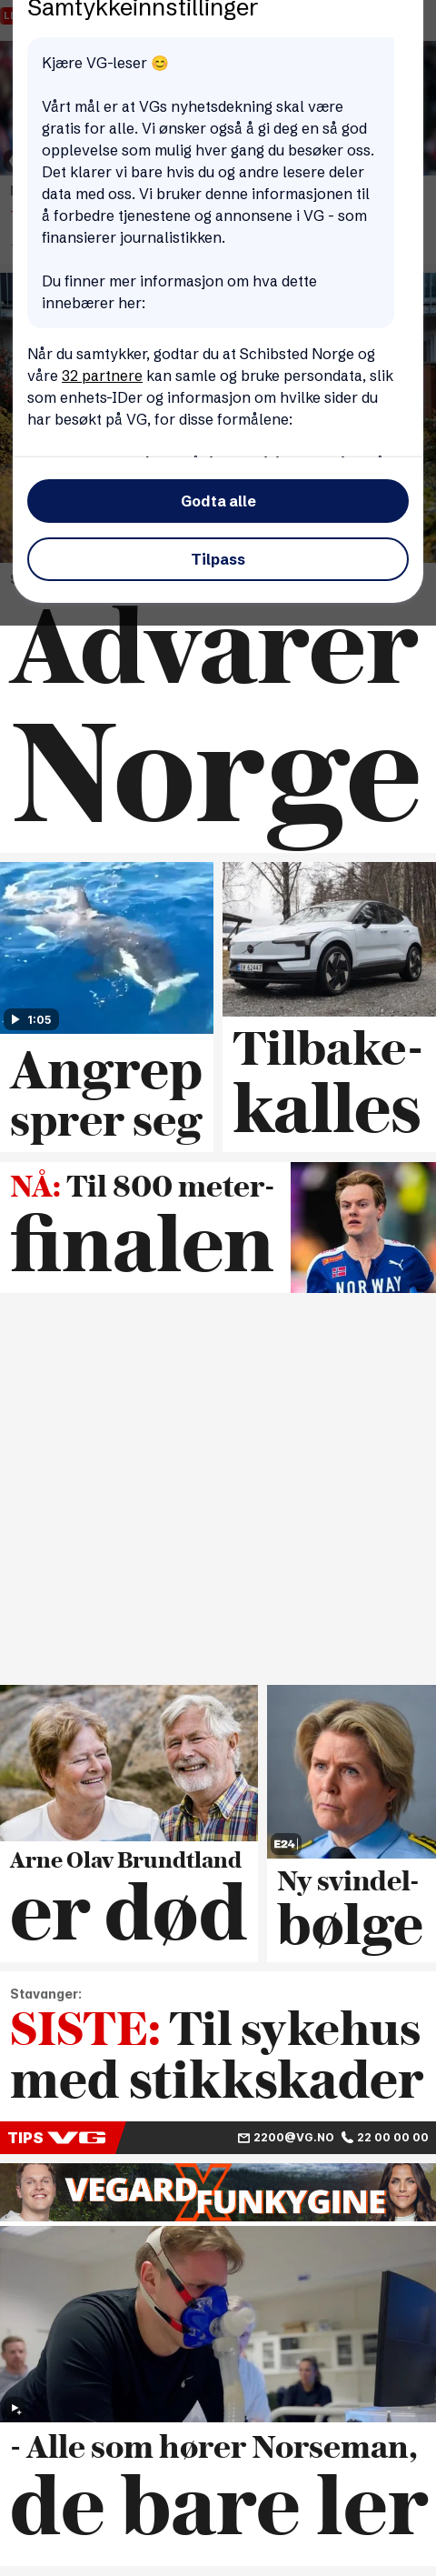 Samtykkeinnstillinger
Kjære VG-leser 😊
Vårt mål er at VGs nyhetsdekning skal være
gratis for alle. Vi ønsker også å gi deg en så god
opplevelse som mulig hver gang du besøker oss.
Det klarer vi bare hvis du og andre lesere deler
data med oss. Vi bruker denne informasjonen til
å forbedre tjenestene og annonsene i VG - som
finansierer journalistikken.
Du finner mer informasjon om hva dette
innebærer her:
Når du samtykker, godtar du at Schibsted Norge og
våre 32 partnere kan samle og bruke persondata, slik
som enhets-IDer og informasjon om hvilke sider du
har besøkt på VG, for disse formålene:
Godta alle
Tilpass
Advarer
Norge
1:05
Angrep
sprer seg
Tilbake-
kalles
NÅ: Til 800 meter-
finalen
NORWAY
Arne Olav Brundtland
er død
E24
Ny svindel-
bølge
Stavanger:
SISTE: Til sykehus
med stikkskader
TIPS VG
2200@VG.NO 22 00 00 00
VEGARD X FUNKYGINE
- Alle som hører Norseman,
de bare ler